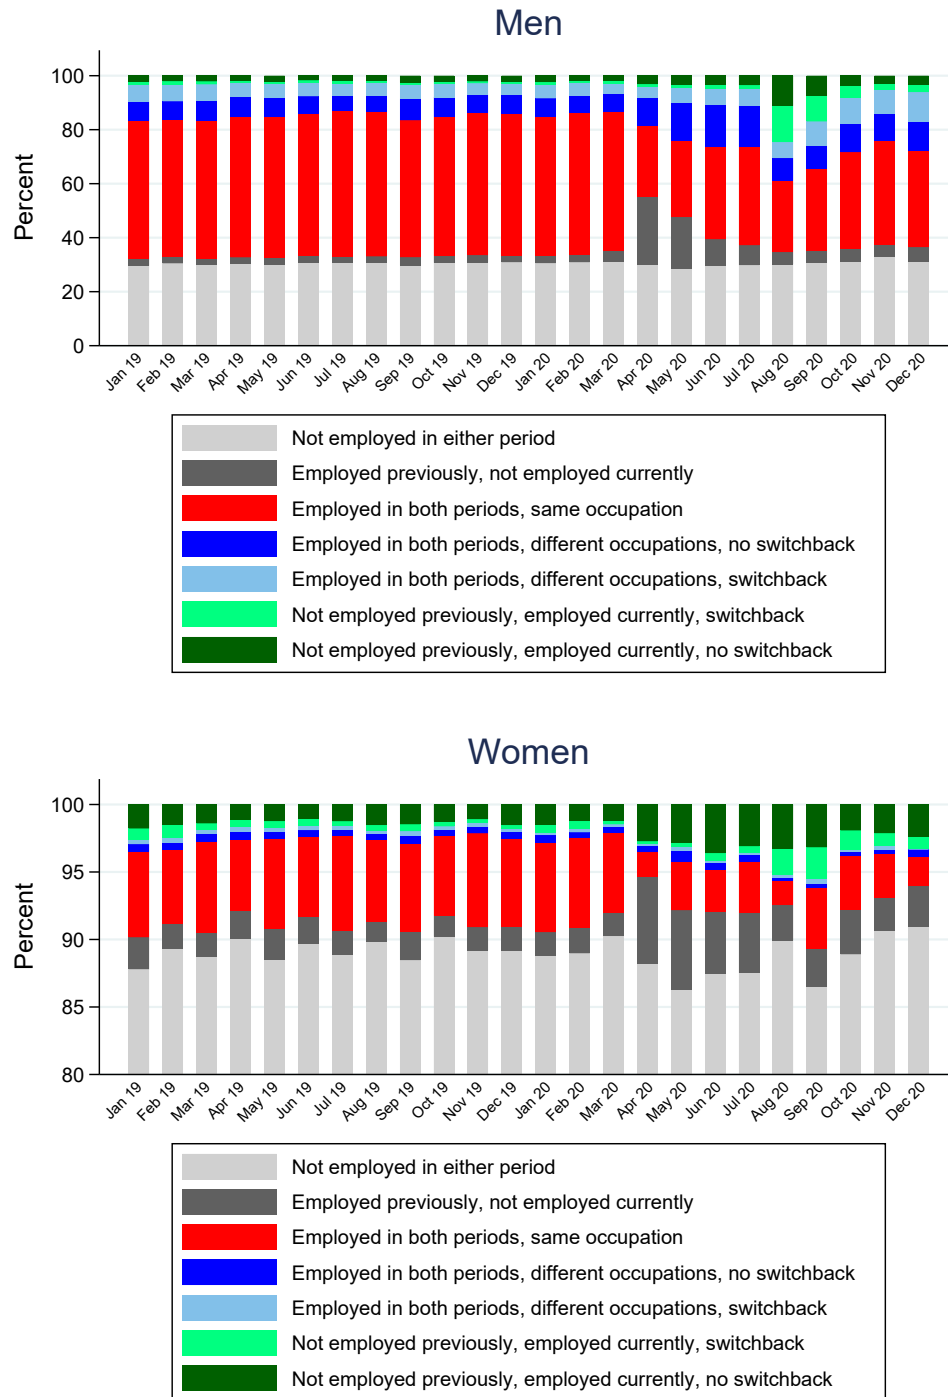 Men
Percent
100
80
60
40
20
0
Jan 19 Feb 19 Mar 19 Apr 19 May 19 Jun 19 Jul 19 Aug 19 Sep 19 Oct 19 Nov 19 Dec 19 Jan 20 Feb 20 Mar 20 Apr 20 May 20 Jun 20 Jul 20 Aug 20 Sep 20 Oct 20 Nov 20 Dec 20
Not employed in either period
Employed previously, not employed currently
Employed in both periods, same occupation
Employed in both periods, different occupations, no switchback
Employed in both periods, different occupations, switchback
Not employed previously, employed currently, switchback
Not employed previously, employed currently, no switchback
Women
Percent
100
95
90
85
80
Jan 19 Feb 19 Mar 19 Apr 19 May 19 Jun 19 Jul 19 Aug 19 Sep 19 Oct 19 Nov 19 Dec 19 Jan 20 Feb 20 Mar 20 Apr 20 May 20 Jun 20 Jul 20 Aug 20 Sep 20 Oct 20 Nov 20 Dec 20
Not employed in either period
Employed previously, not employed currently
Employed in both periods, same occupation
Employed in both periods, different occupations, no switchback
Employed in both periods, different occupations, switchback
Not employed previously, employed currently, switchback
Not employed previously, employed currently, no switchback